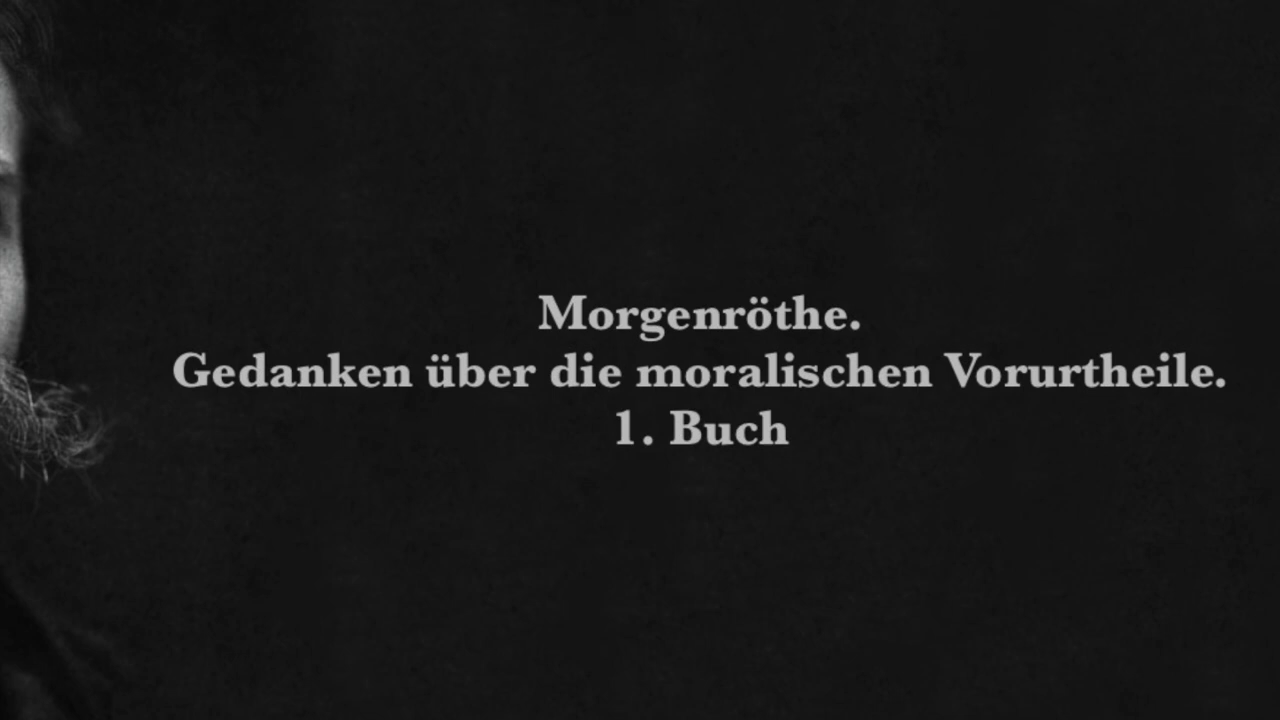 Morgenröthe.
Gedanken über die moralischen Vorurtheile.
1. Buch